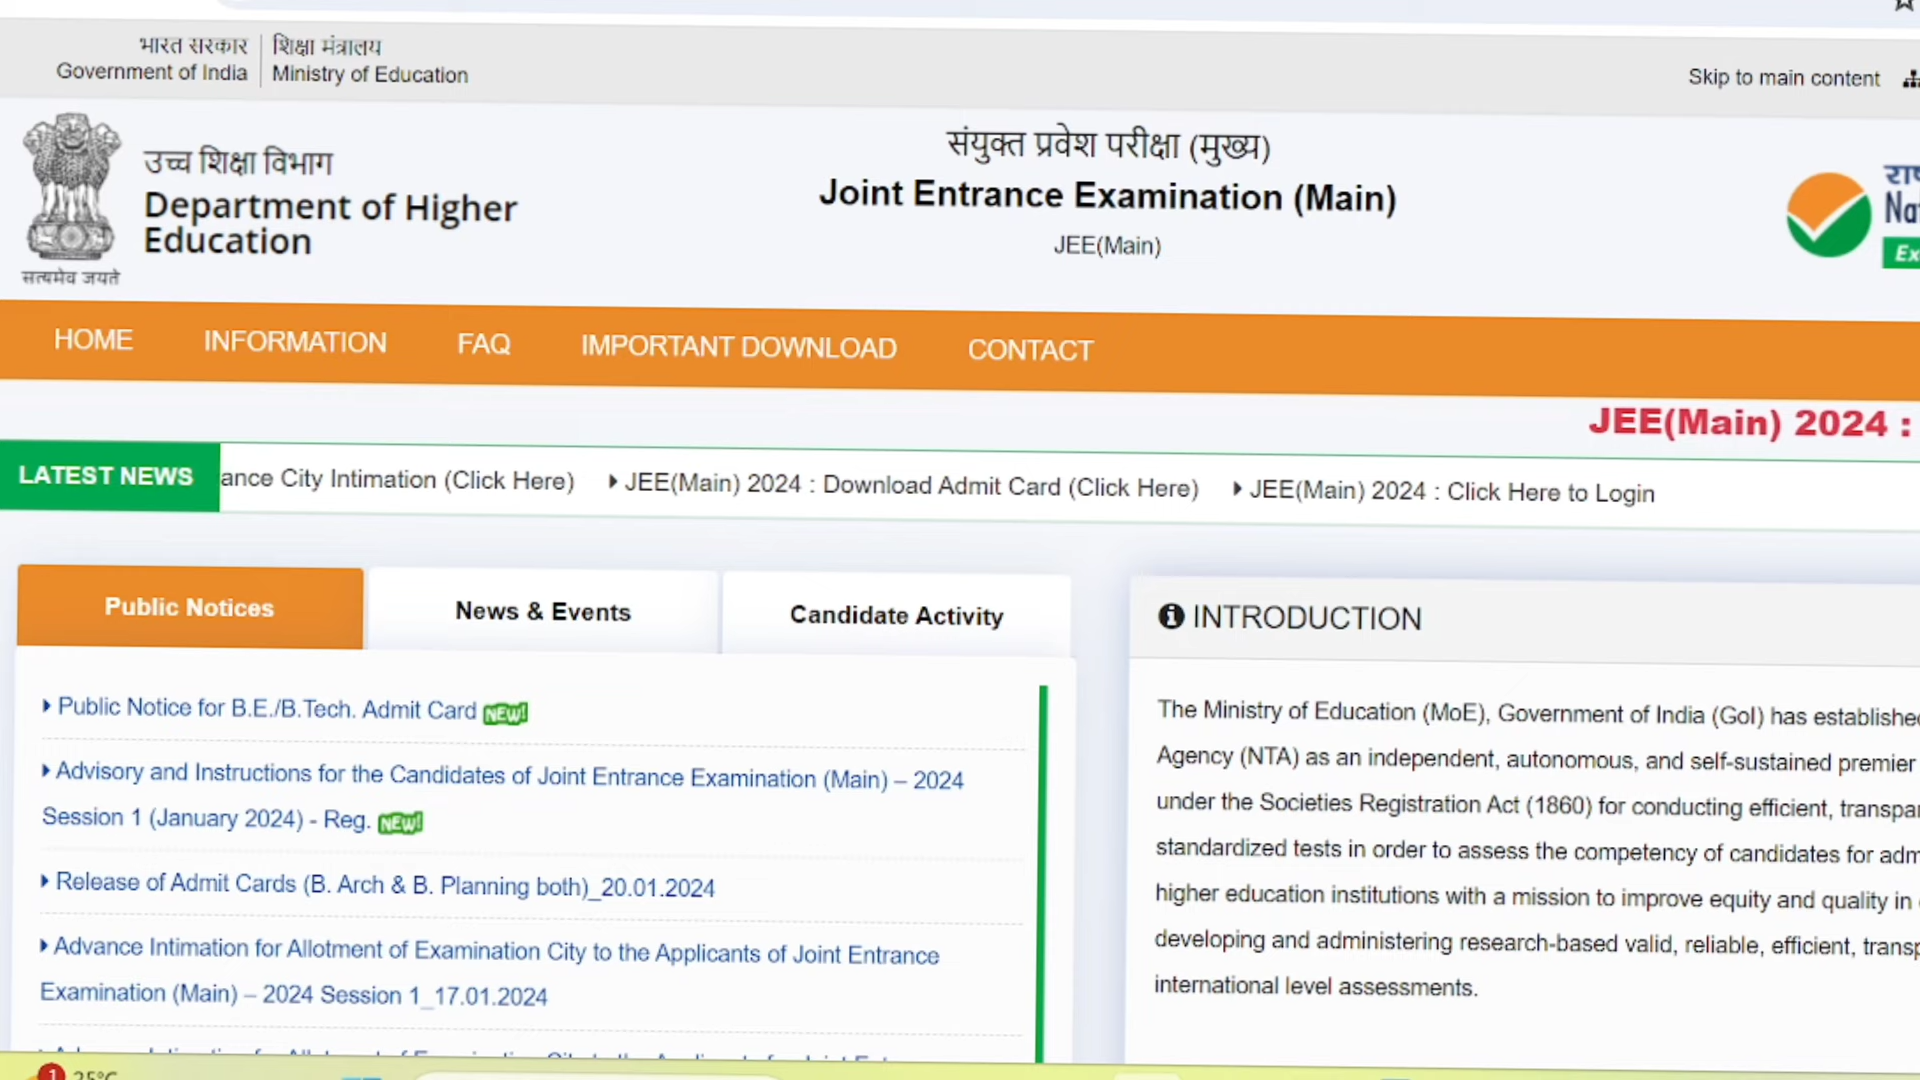 भारत सरकार
Government of India
शिक्षा मंत्रालय
Ministry of Education
Skip to main content
सत्यमेव जयते
उच्च शिक्षा विभाग
Department of Higher
Education
संयुक्त प्रवेश परीक्षा (मुख्य)
Joint Entrance Examination (Main)
JEE(Main)
HOME INFORMATION FAQ IMPORTANT DOWNLOAD CONTACT
JEE(Main) 2024 :
LATEST NEWS
ance City Intimation (Click Here) JEE(Main) 2024 : Download Admit Card (Click Here) JEE(Main) 2024 : Click Here to Login
Public Notices News & Events Candidate Activity
Public Notice for B.E./B.Tech. Admit Card NEW!
Advisory and Instructions for the Candidates of Joint Entrance Examination (Main) – 2024
Session 1 (January 2024) - Reg. NEW!
Release of Admit Cards (B. Arch & B. Planning both)_20.01.2024
Advance Intimation for Allotment of Examination City to the Applicants of Joint Entrance
Examination (Main) – 2024 Session 1_17.01.2024
INTRODUCTION
The Ministry of Education (MoE), Government of India (GoI) has established
Agency (NTA) as an independent, autonomous, and self-sustained premier
under the Societies Registration Act (1860) for conducting efficient, transpar
standardized tests in order to assess the competency of candidates for adm
higher education institutions with a mission to improve equity and quality in
developing and administering research-based valid, reliable, efficient, transp
international level assessments.
1
25°C